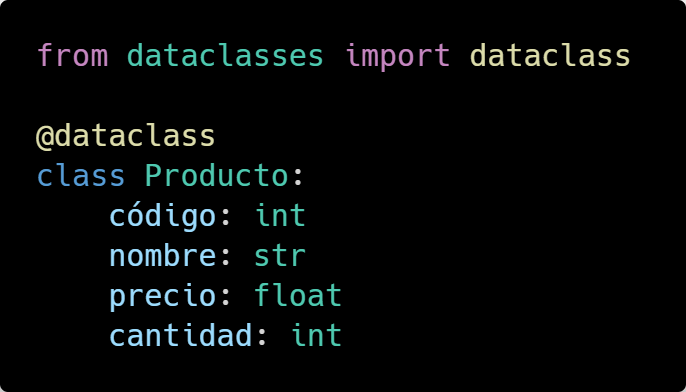 from dataclasses import dataclass

@dataclass
class Producto:
    código: int
    nombre: str
    precio: float
    cantidad: int